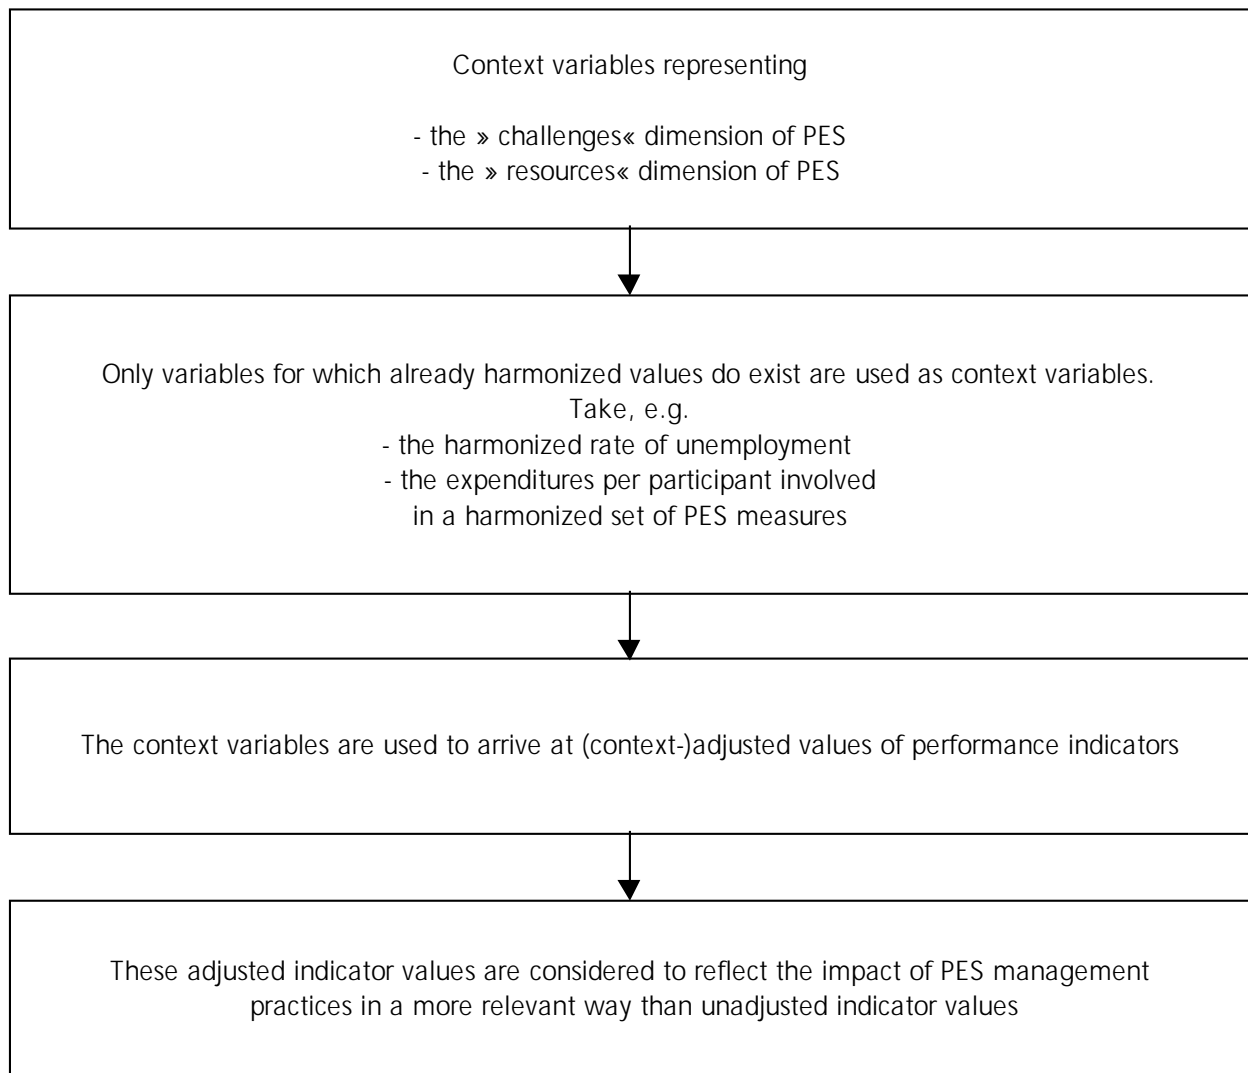 Context variables representing
- the » challenges« dimension of PES
- the » resources« dimension of PES
Only variables for which already harmonized values do exist are used as context variables.
Take, e.g.
- the harmonized rate of unemployment
- the expenditures per participant involved
in a harmonized set of PES measures
The context variables are used to arrive at (context-)adjusted values of performance indicators
These adjusted indicator values are considered to reflect the impact of PES management
practices in a more relevant way than unadjusted indicator values